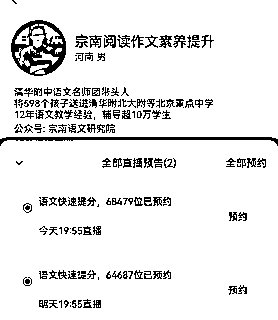 宗南阅读作文素养提升
河南 男
清华附中语文名师团带头人
将598个孩子送进清华附北大附等北京重点中学
12年语文教学经验，辅导超10万学生
公众号：宗南语文研究院
全部直播预告(2)
全部预约
语文快速提分，68479位已预约
预约
今天19:55直播
语文快速提分，64687位已预约
预约
明天19:55直播